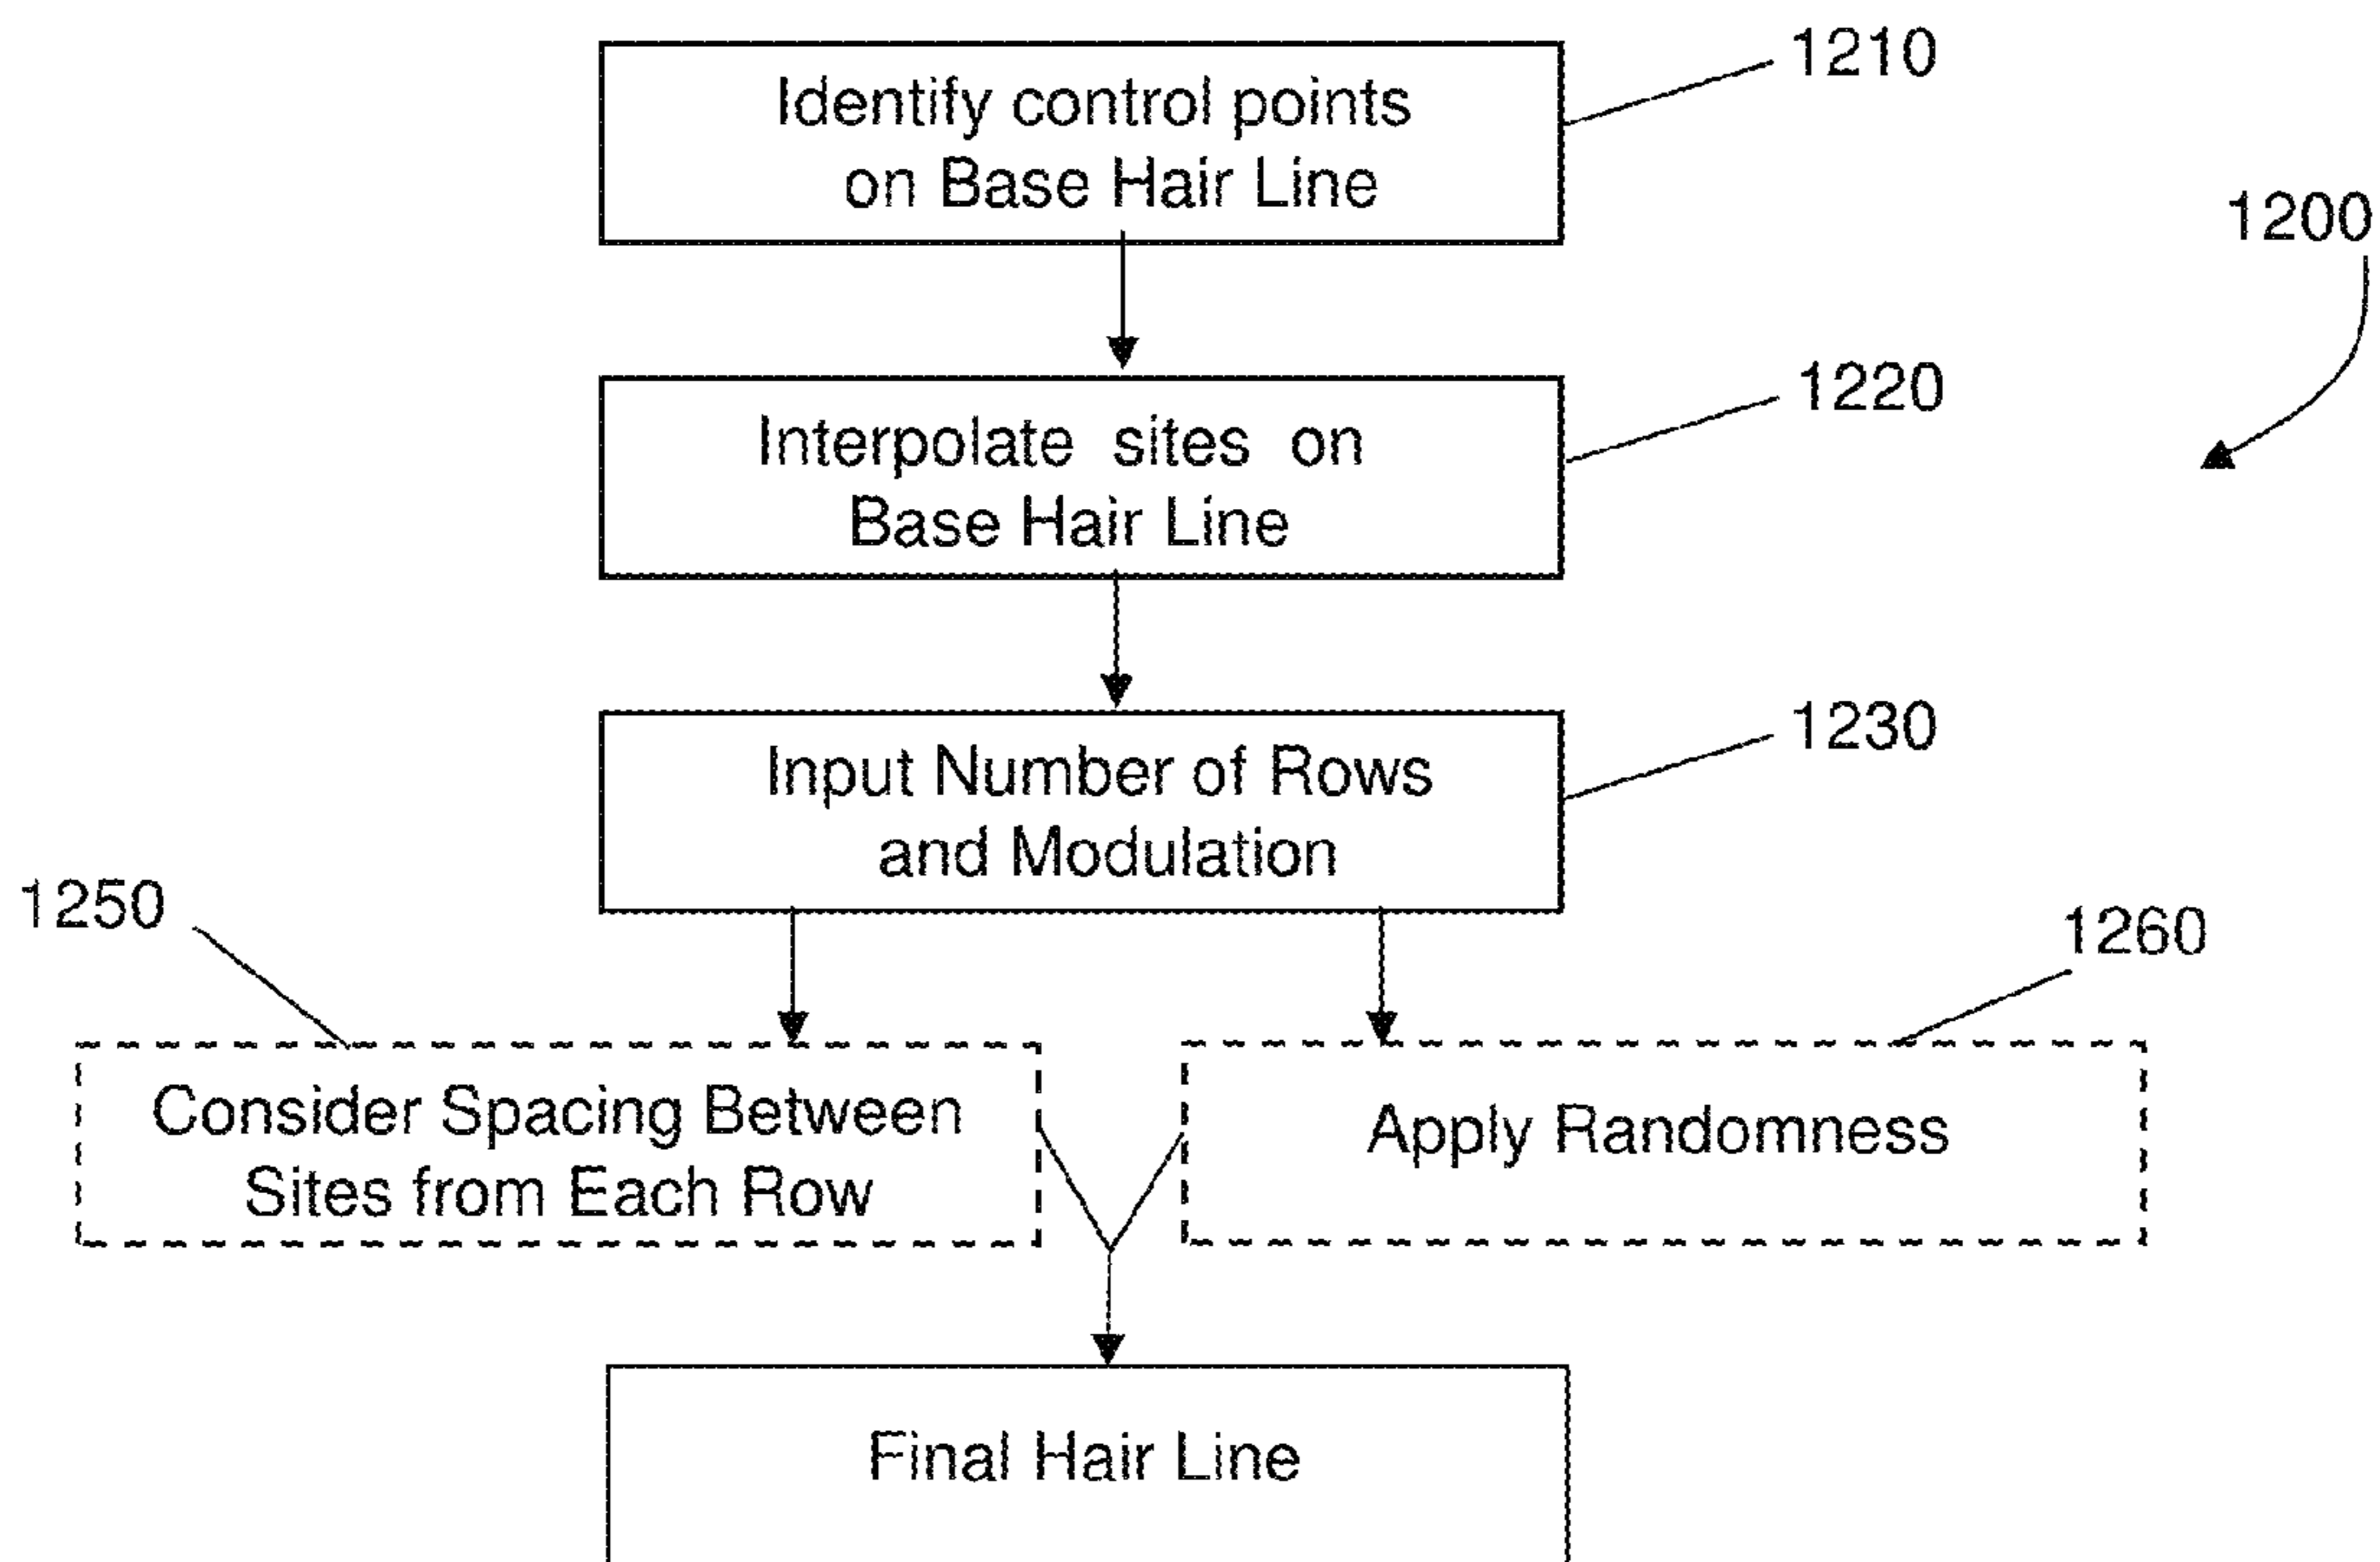 1210
Identify control points
on Base Hair Line
1200
1220
Interpolate sites on
Base Hair Line
1230
Input Number of Rows
and Modulation
1250
1260
Consider Spacing Between
Sites from Each Row
Apply Randomness
Final Hair Line